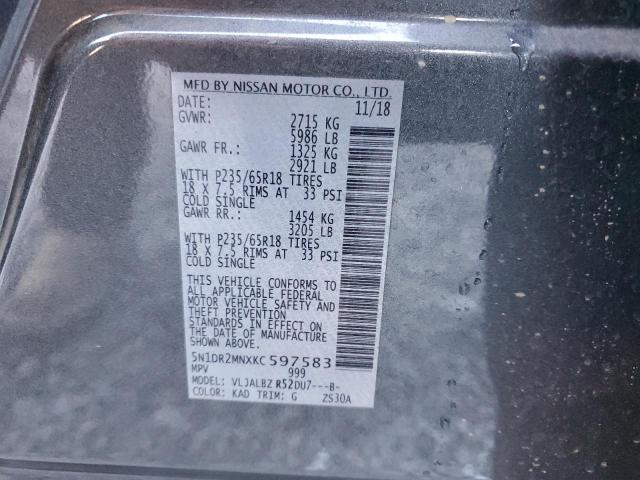 MFD BY NISSAN MOTOR CO., LTD.
DATE: 11/18
GVWR: 2715 KG
5986 LB
GAWR FR.: 1325 KG
2921 LB
WITH P235/65R18 TIRES
18 X 7.5 RIMS AT 33 PSI
COLD SINGLE
GAWR RR.: 1454 KG
3205 LB
WITH P235/65R18 TIRES
18 X 7.5 RIMS AT 33 PSI
COLD SINGLE
THIS VEHICLE CONFORMS TO
ALL APPLICABLE FEDERAL
MOTOR VEHICLE SAFETY AND
THEFT PREVENTION
STANDARDS IN EFFECT ON
THE DATE OF MANUFACTURE
SHOWN ABOVE.
5N1DR2MNXKC597583
MPV 999
MODEL: VLJALBZ R52DU7---B-
COLOR: KAD TRIM: G ZS30A